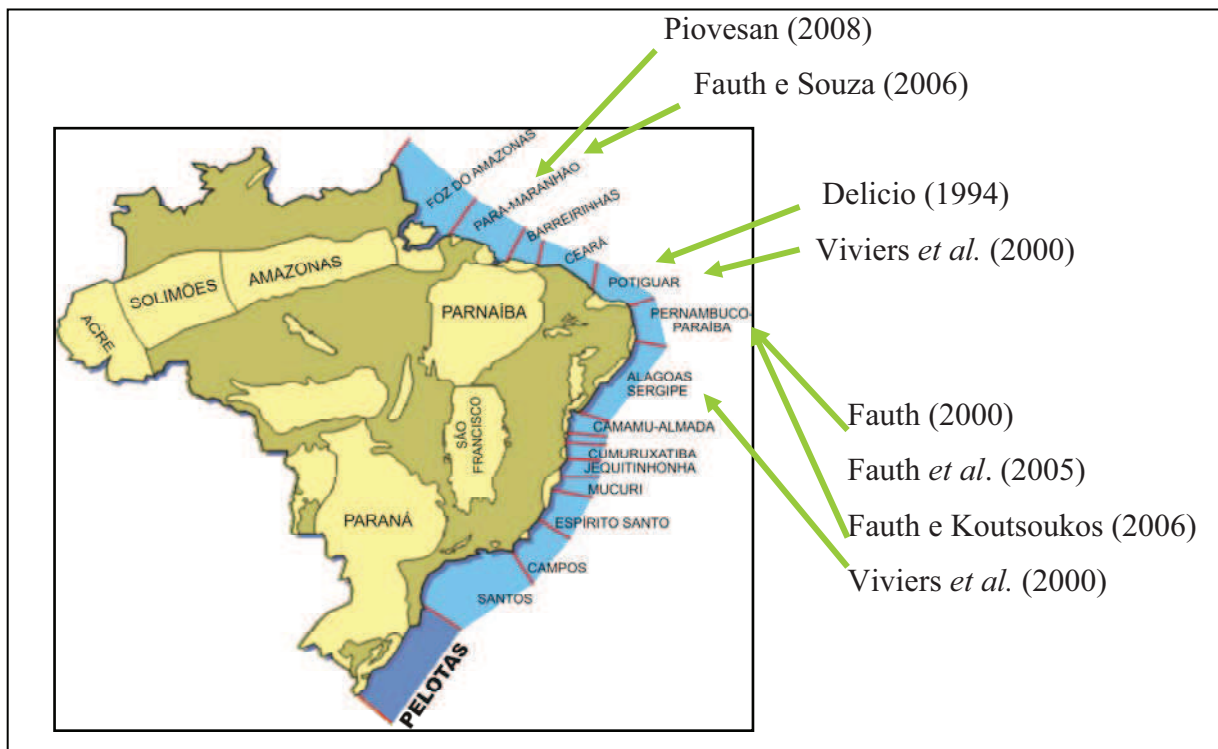 Piovesan (2008)
Fauth e Souza (2006)
Delicio (1994)
Viviers et al. (2000)
Fauth (2000)
Fauth et al. (2005)
Fauth e Koutsoukos (2006)
Viviers et al. (2000)
FOZ DO AMAZONAS
PARÁ-MARANHÃO
BARREIRINHAS
CEARÁ
POTIGUAR
PERNAMBUCO-
PARAÍBA
ALAGOAS
SERGIPE
CAMAMU-ALMADA
CUMURUXATIBA
JEQUITINHONHA
MUCURI
ESPÍRITO SANTO
CAMPOS
SANTOS
PELOTAS
ACRE
SOLIMÕES
AMAZONAS
PARNAÍBA
SÃO
FRANCISCO
PARANÁ